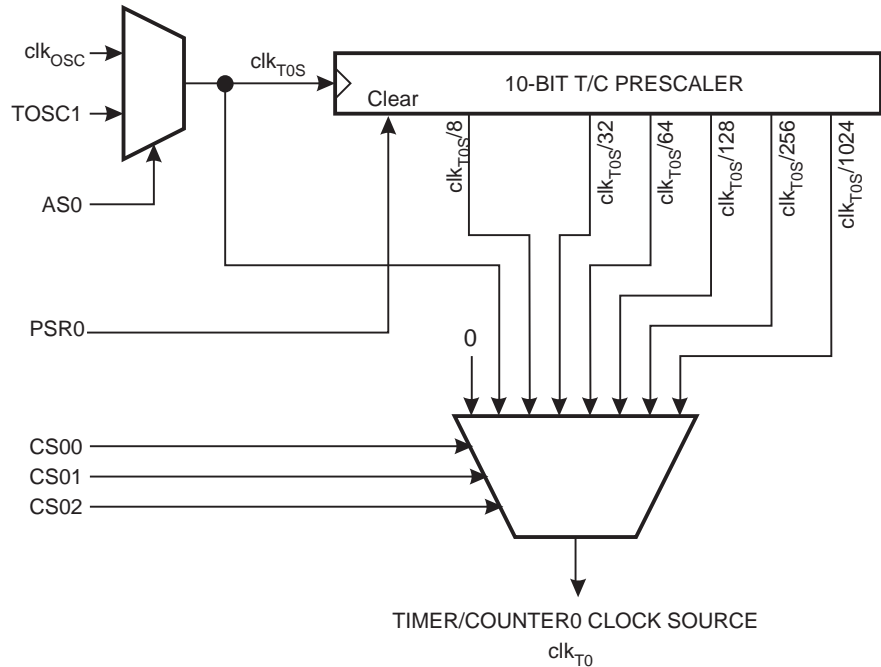 clkOSC
clkT0S
10-BIT T/C PRESCALER
TOSC1
Clear
clkT0S/8
clkT0S/32
clkT0S/64
clkT0S/128
clkT0S/256
clkT0S/1024
AS0
PSR0
0
CS00
CS01
CS02
TIMER/COUNTER0 CLOCK SOURCE
clkT0